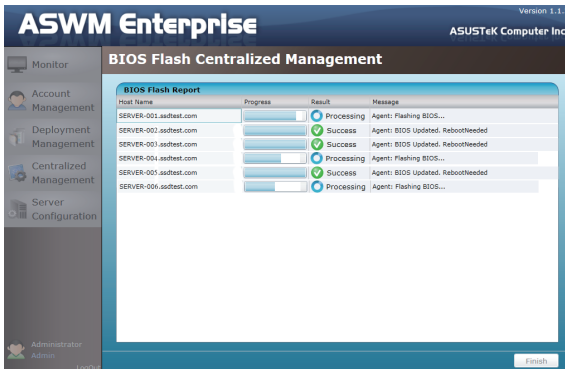 Version 1.1.
ASWM Enterprise
ASUSTeK Computer Inc
Monitor
Account
Management
Deployment
Management
Centralized
Management
Server
Configuration
Administrator
Admin
LogOut
BIOS Flash Centralized Management
BIOS Flash Report
Host Name Progress Result Message
SERVER-001.ssdtest.com Processing Agent: Flashing BIOS...
SERVER-002.ssdtest.com Success Agent: BIOS Updated. RebootNeeded
SERVER-003.ssdtest.com Success Agent: BIOS Updated. RebootNeeded
SERVER-004.ssdtest.com Processing Agent: Flashing BIOS...
SERVER-005.ssdtest.com Success Agent: BIOS Updated. RebootNeeded
SERVER-006.ssdtest.com Processing Agent: Flashing BIOS...
Finish